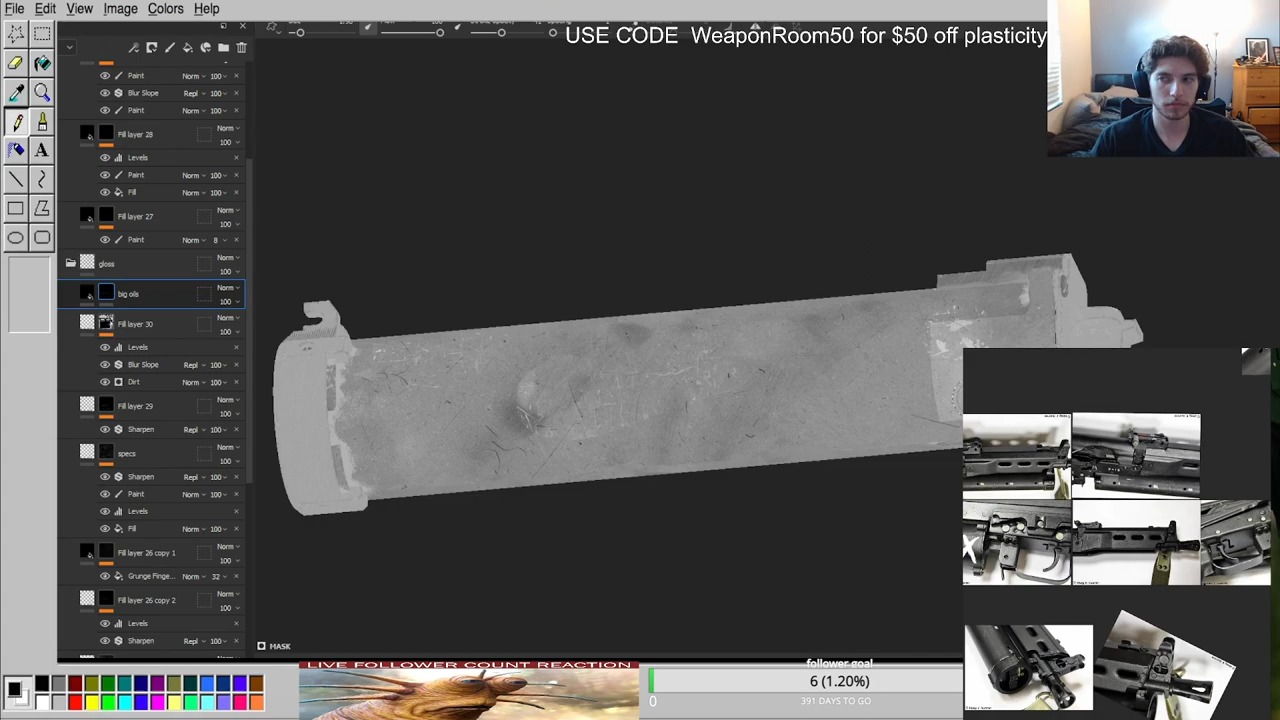 File Edit View Image Colors Help
USE CODE WeaponRoom50 for $50 off plasticity
Paint Norm 100
Blur Slope Repl 100
Paint Norm 100
Fill layer 28 Norm 100
Levels
Paint Norm 100
Fill Norm 100
Fill layer 27 Norm 100
Paint Norm 8
gloss Norm 100
big oils Norm 100
Fill layer 30 Norm 100
Levels
Blur Slope Repl 100
Dirt Norm 100
Fill layer 29 Norm 100
Sharpen Repl 100
specs Norm 100
Sharpen Repl 100
Paint Norm 100
Levels
Fill Norm 100
Fill layer 26 copy 1 Norm 100
Grunge Finge... Norm 32
Fill layer 26 copy 2 Norm 100
Levels
Sharpen Repl 100
MASK
LIVE FOLLOWER COUNT REACTION
follower goal
6 (1.20%)
0
391 DAYS TO GO